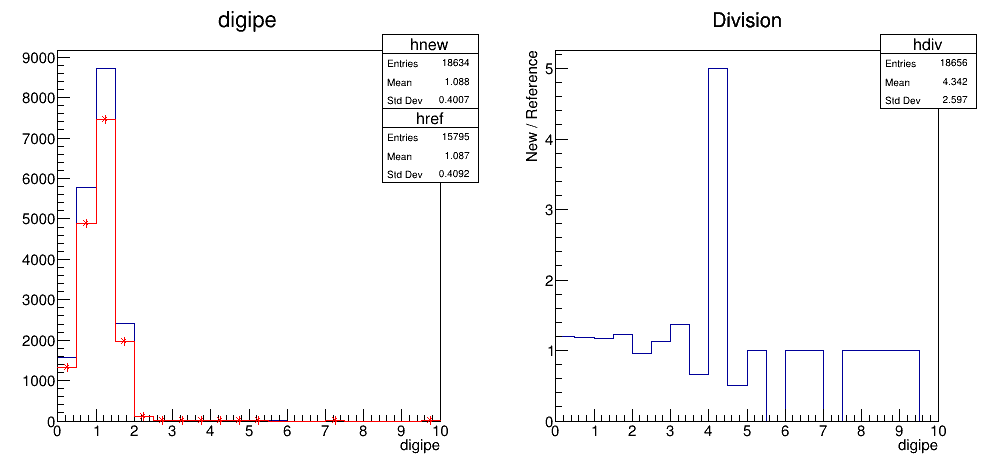 digipe
hnew
Entries 18634
Mean 1.088
Std Dev 0.4007
href
Entries 15795
Mean 1.087
Std Dev 0.4092
9000
8000
7000
6000
5000
4000
3000
2000
1000
0
0 1 2 3 4 5 6 7 8 9 10
digipe
Division
hdiv
Entries 18656
Mean 4.342
Std Dev 2.597
New / Reference
5
4
3
2
1
0
0 1 2 3 4 5 6 7 8 9 10
digipe